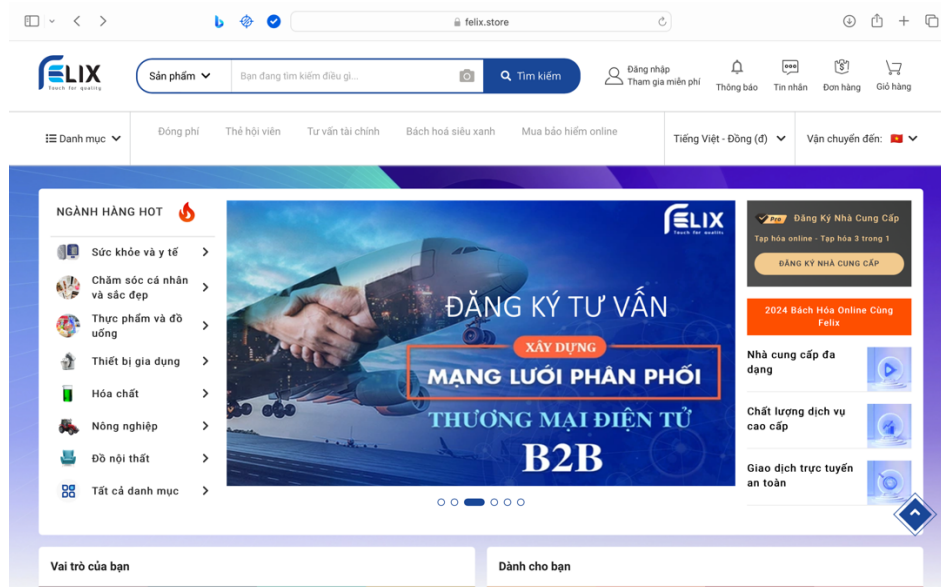 felix.store
FELIX
Touch for quality
Sản phẩm
Bạn đang tìm kiếm điều gì...
Tìm kiếm
Đăng nhập
Tham gia miễn phí
Thông báo
Tin nhắn
Đơn hàng
Giỏ hàng
Danh mục
Đóng phí
Thẻ hội viên
Tư vấn tài chính
Bách hoá siêu xanh
Mua bảo hiểm online
Tiếng Việt - Đồng (đ)
Vận chuyển đến:
NGÀNH HÀNG HOT
Sức khỏe và y tế
Chăm sóc cá nhân
và sắc đẹp
Thực phẩm và đồ
uống
Thiết bị gia dụng
Hóa chất
Nông nghiệp
Đồ nội thất
Tất cả danh mục
FELIX
Touch for quality
ĐĂNG KÝ TƯ VẤN
XÂY DỰNG
MẠNG LƯỚI PHÂN PHỐI
THƯƠNG MẠI ĐIỆN TỬ
B2B
Pro Đăng Ký Nhà Cung Cấp
Tạp hóa online - Tạp hóa 3 trong 1
ĐĂNG KÝ NHÀ CUNG CẤP
2024 Bách Hóa Online Cùng
Felix
Nhà cung cấp đa
dạng
Chất lượng dịch vụ
cao cấp
Giao dịch trực tuyến
an toàn
Vai trò của bạn
Dành cho bạn